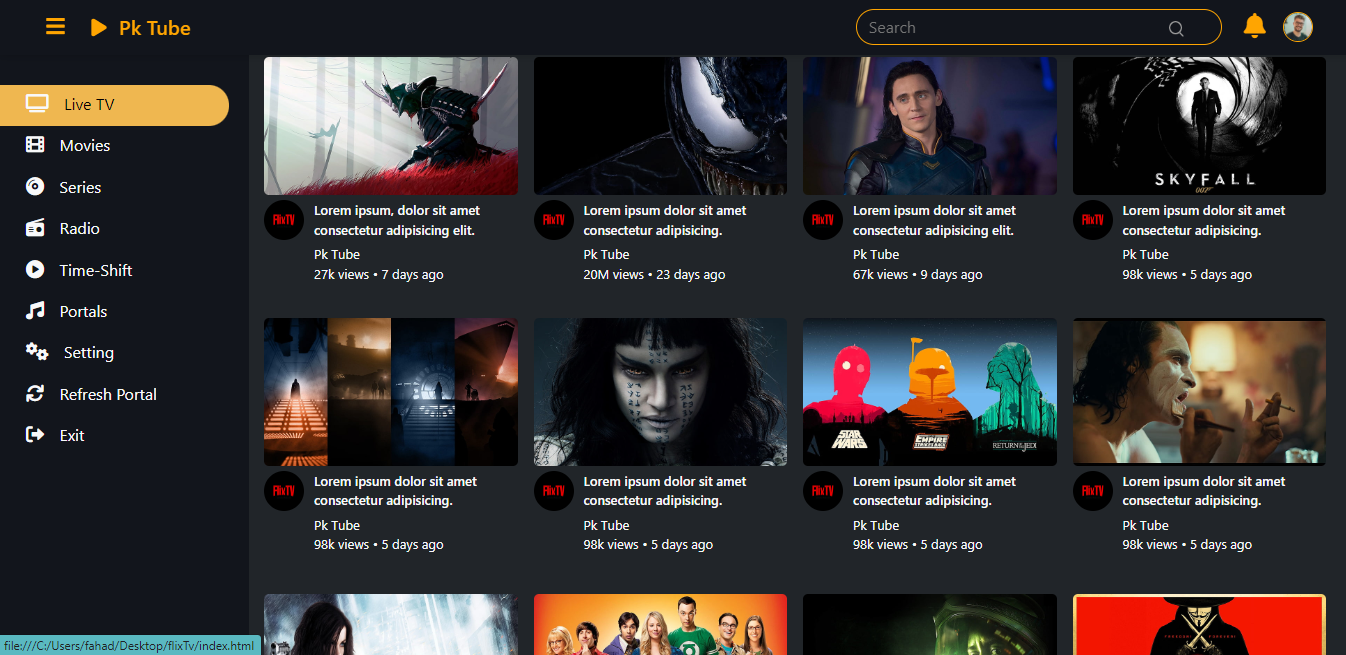 Pk Tube
Search
Live TV
Movies
Series
Radio
Time-Shift
Portals
Setting
Refresh Portal
Exit
SKYFALL
007
FlixTV
Lorem ipsum, dolor sit amet
consectetur adipisicing elit.
Pk Tube
27k views • 7 days ago
FlixTV
Lorem ipsum dolor sit amet
consectetur adipisicing.
Pk Tube
20M views • 23 days ago
FlixTV
Lorem ipsum dolor sit amet
consectetur adipisicing elit.
Pk Tube
67k views • 9 days ago
FlixTV
Lorem ipsum dolor sit amet
consectetur adipisicing.
Pk Tube
98k views • 5 days ago
STAR
WARS
THE
EMPIRE
STRIKES BACK
RETURN OF THE JEDI
FlixTV
Lorem ipsum dolor sit amet
consectetur adipisicing.
Pk Tube
98k views • 5 days ago
FlixTV
Lorem ipsum dolor sit amet
consectetur adipisicing.
Pk Tube
98k views • 5 days ago
FlixTV
Lorem ipsum dolor sit amet
consectetur adipisicing.
Pk Tube
98k views • 5 days ago
FlixTV
Lorem ipsum dolor sit amet
consectetur adipisicing.
Pk Tube
98k views • 5 days ago
file:///C:/Users/fahad/Desktop/flixTv/index.html